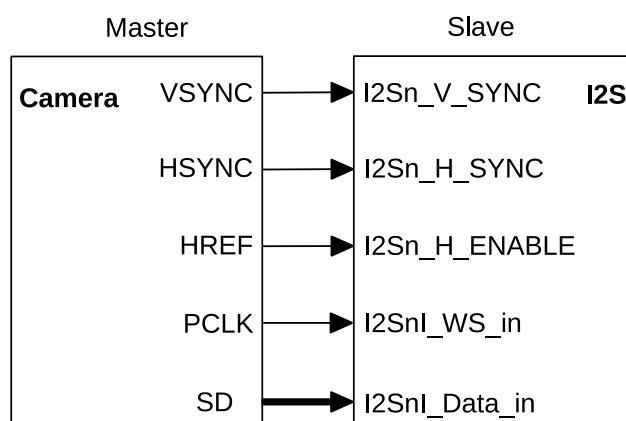 Master Slave
Camera VSYNC I2Sn_V_SYNC I2S
HSYNC I2Sn_H_SYNC
HREF I2Sn_H_ENABLE
PCLK I2SnI_WS_in
SD I2SnI_Data_in